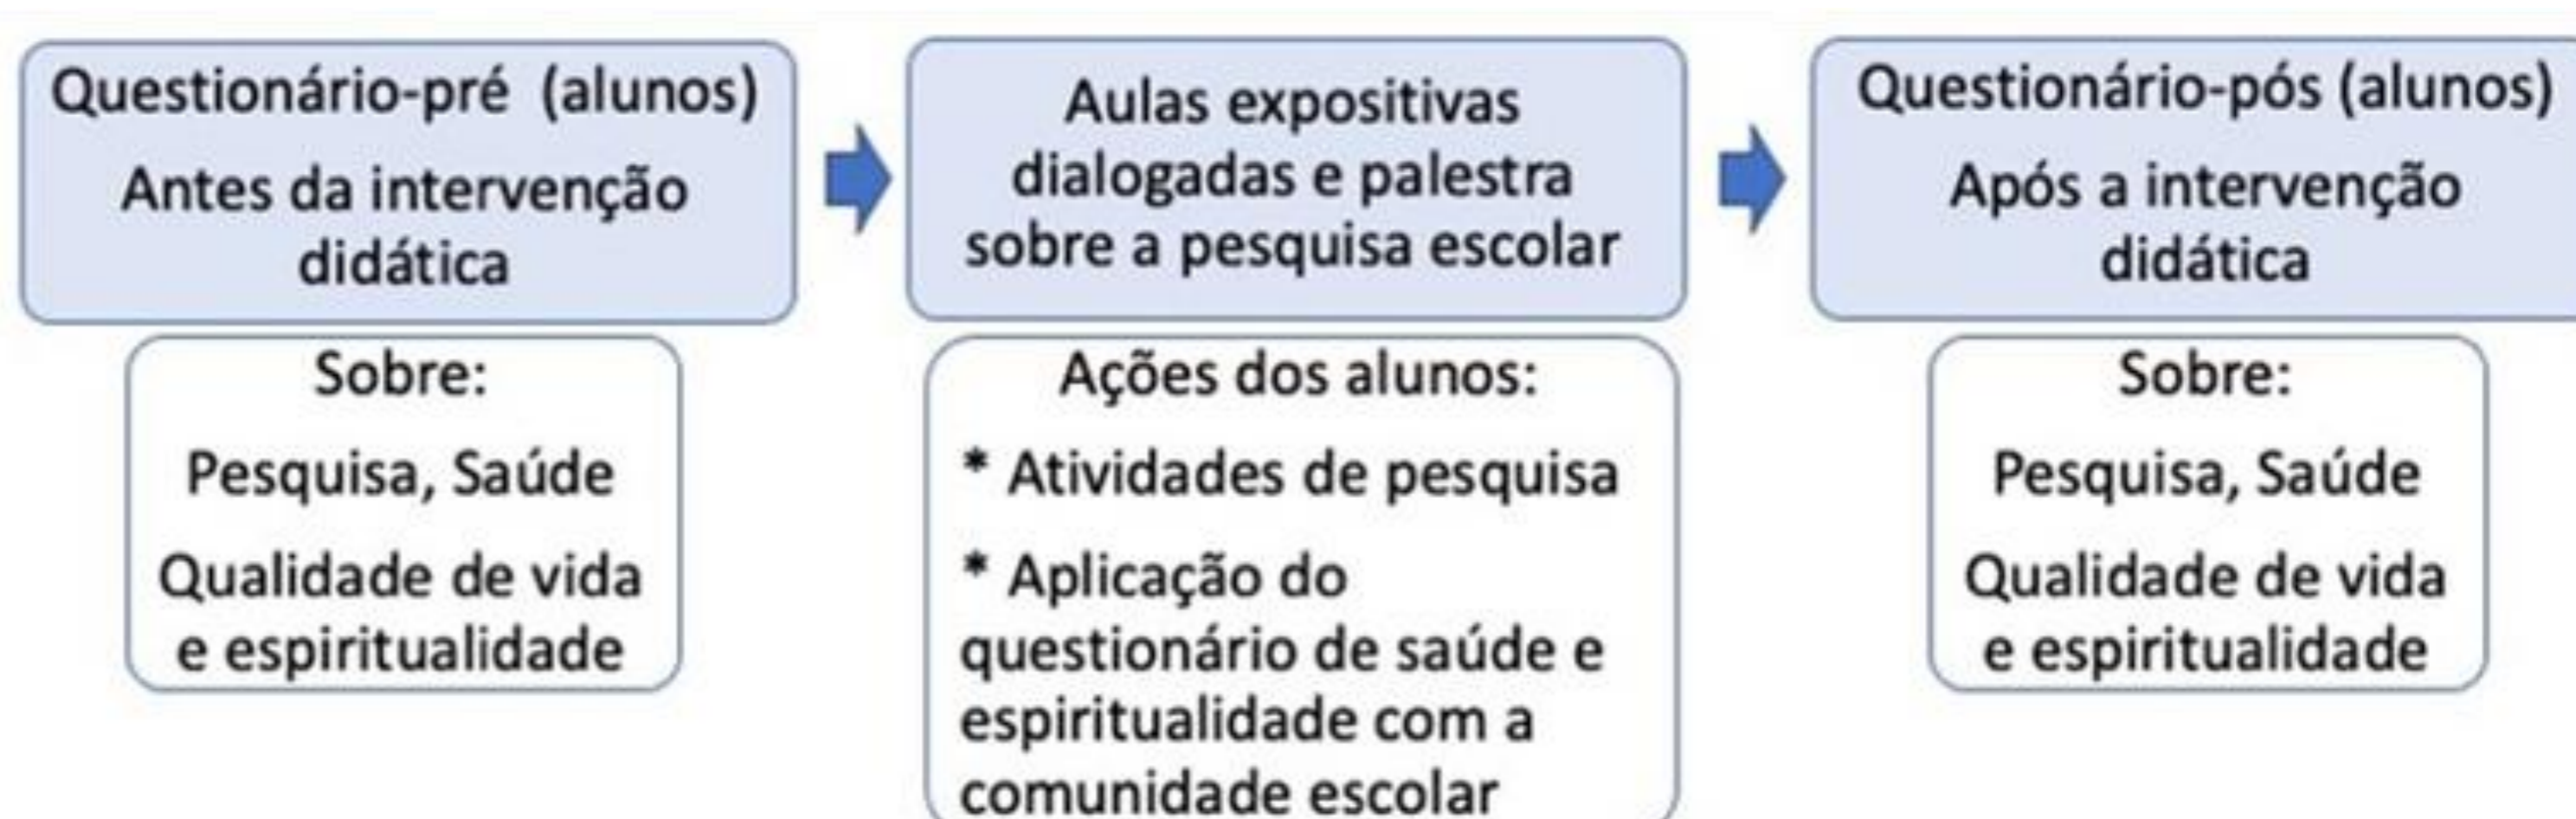 Questionário-pré (alunos)
Antes da intervenção
didática
Sobre:
Pesquisa, Saúde
Qualidade de vida
e espiritualidade
Aulas expositivas
dialogadas e palestra
sobre a pesquisa escolar
Ações dos alunos:
* Atividades de pesquisa
* Aplicação do
questionário de saúde e
espiritualidade com a
comunidade escolar
Questionário-pós (alunos)
Após a intervenção
didática
Sobre:
Pesquisa, Saúde
Qualidade de vida
e espiritualidade